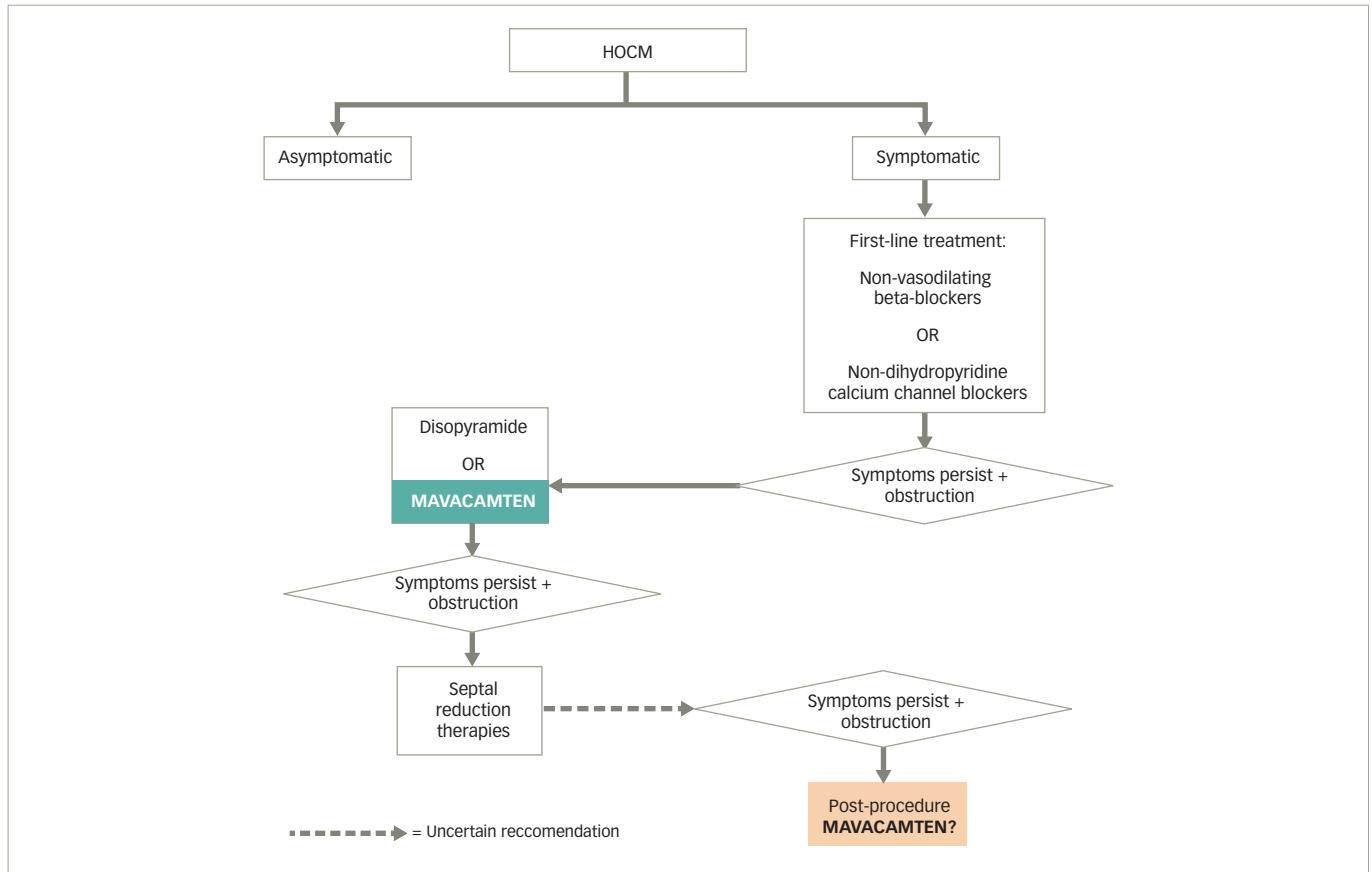 HOCM
Asymptomatic
Symptomatic
First-line treatment:
Non-vasodilating
beta-blockers
OR
Non-dihydropyridine
calcium channel blockers
Symptoms persist +
obstruction
Disopyramide
OR
MAVACAMTEN
Symptoms persist +
obstruction
Septal
reduction
therapies
Symptoms persist +
obstruction
Post-procedure
MAVACAMTEN?
= Uncertain reccomendation